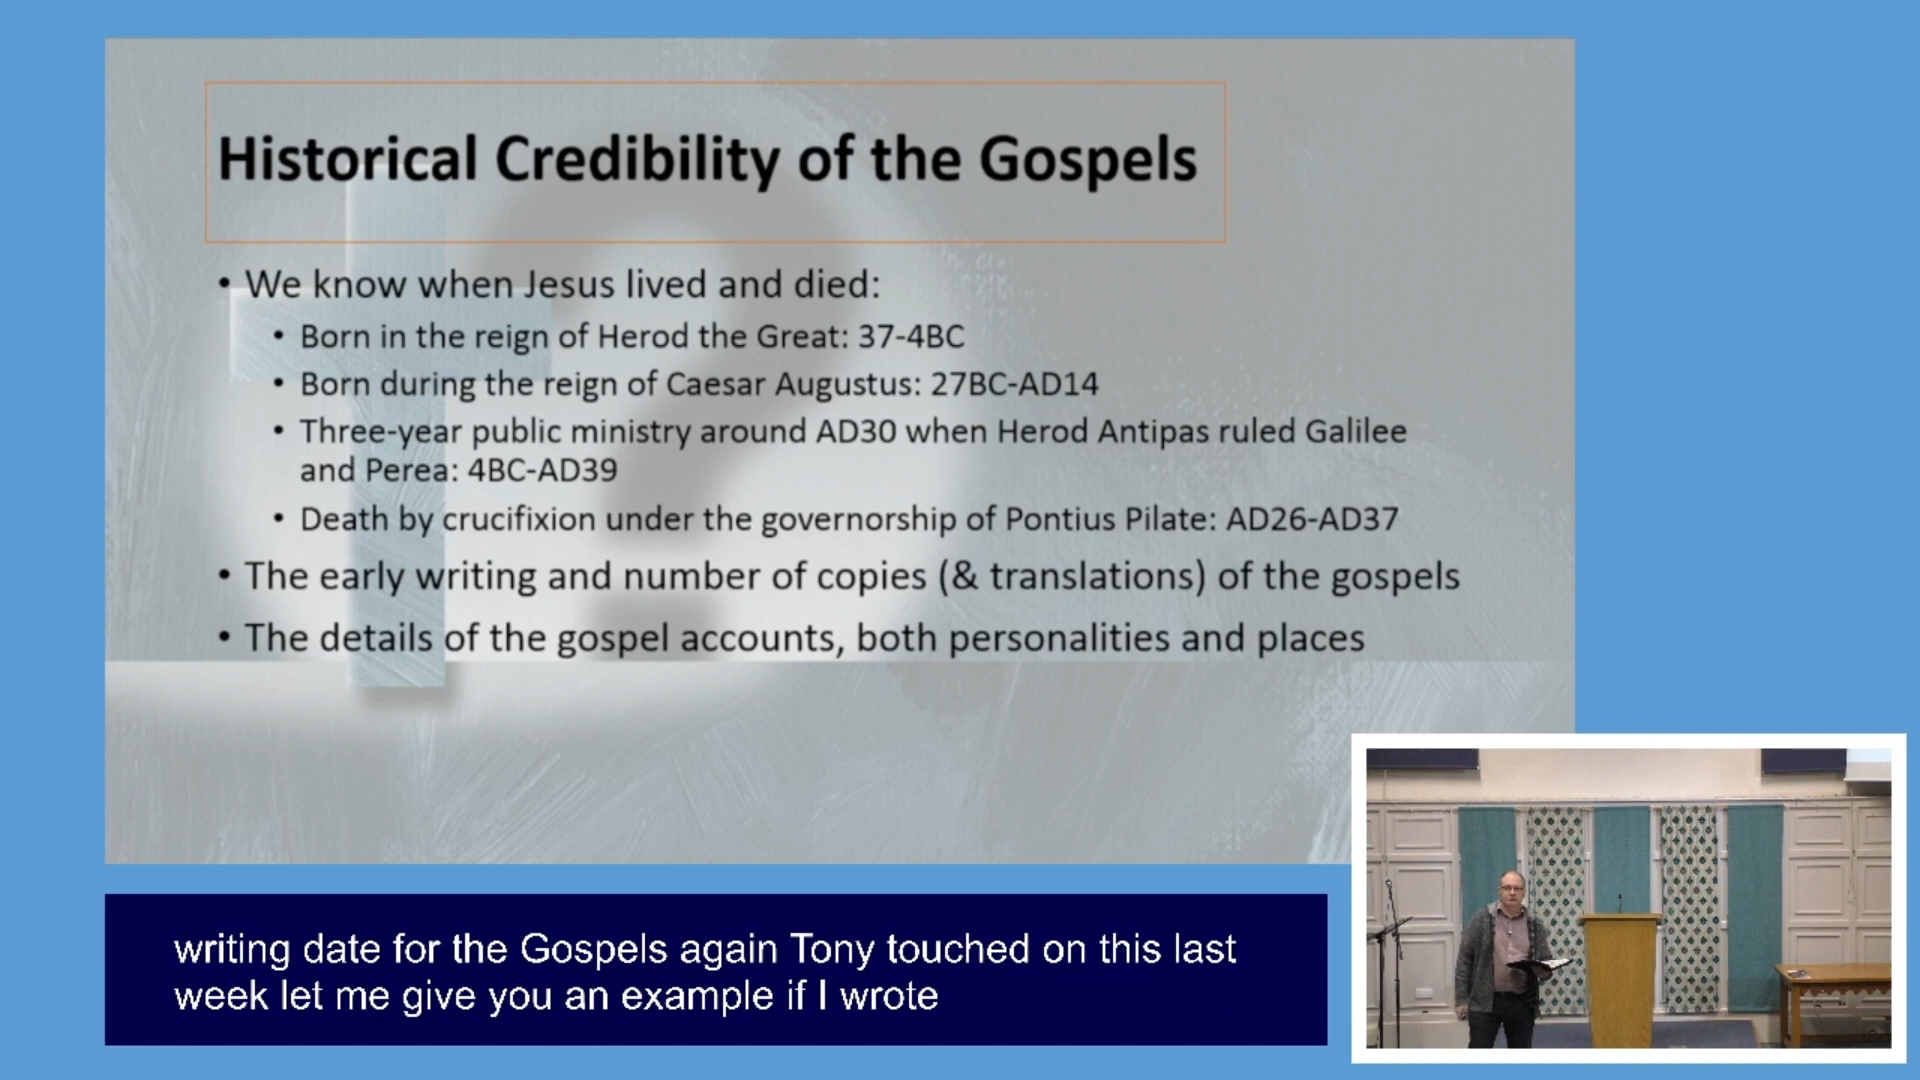 Historical Credibility of the Gospels
• We know when Jesus lived and died:
• Born in the reign of Herod the Great: 37-4BC
• Born during the reign of Caesar Augustus: 27BC-AD14
• Three-year public ministry around AD30 when Herod Antipas ruled Galilee
and Perea: 4BC-AD39
• Death by crucifixion under the governorship of Pontius Pilate: AD26-AD37
• The early writing and number of copies (& translations) of the gospels
• The details of the gospel accounts, both personalities and places
writing date for the Gospels again Tony touched on this last
week let me give you an example if I wrote